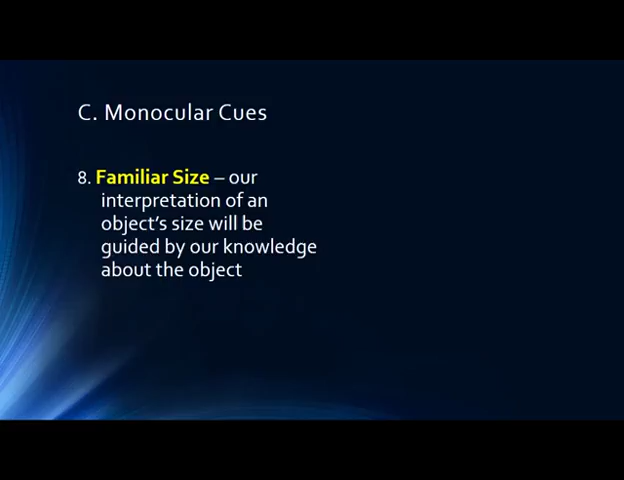 C. Monocular Cues
8. Familiar Size – our
interpretation of an
object's size will be
guided by our knowledge
about the object